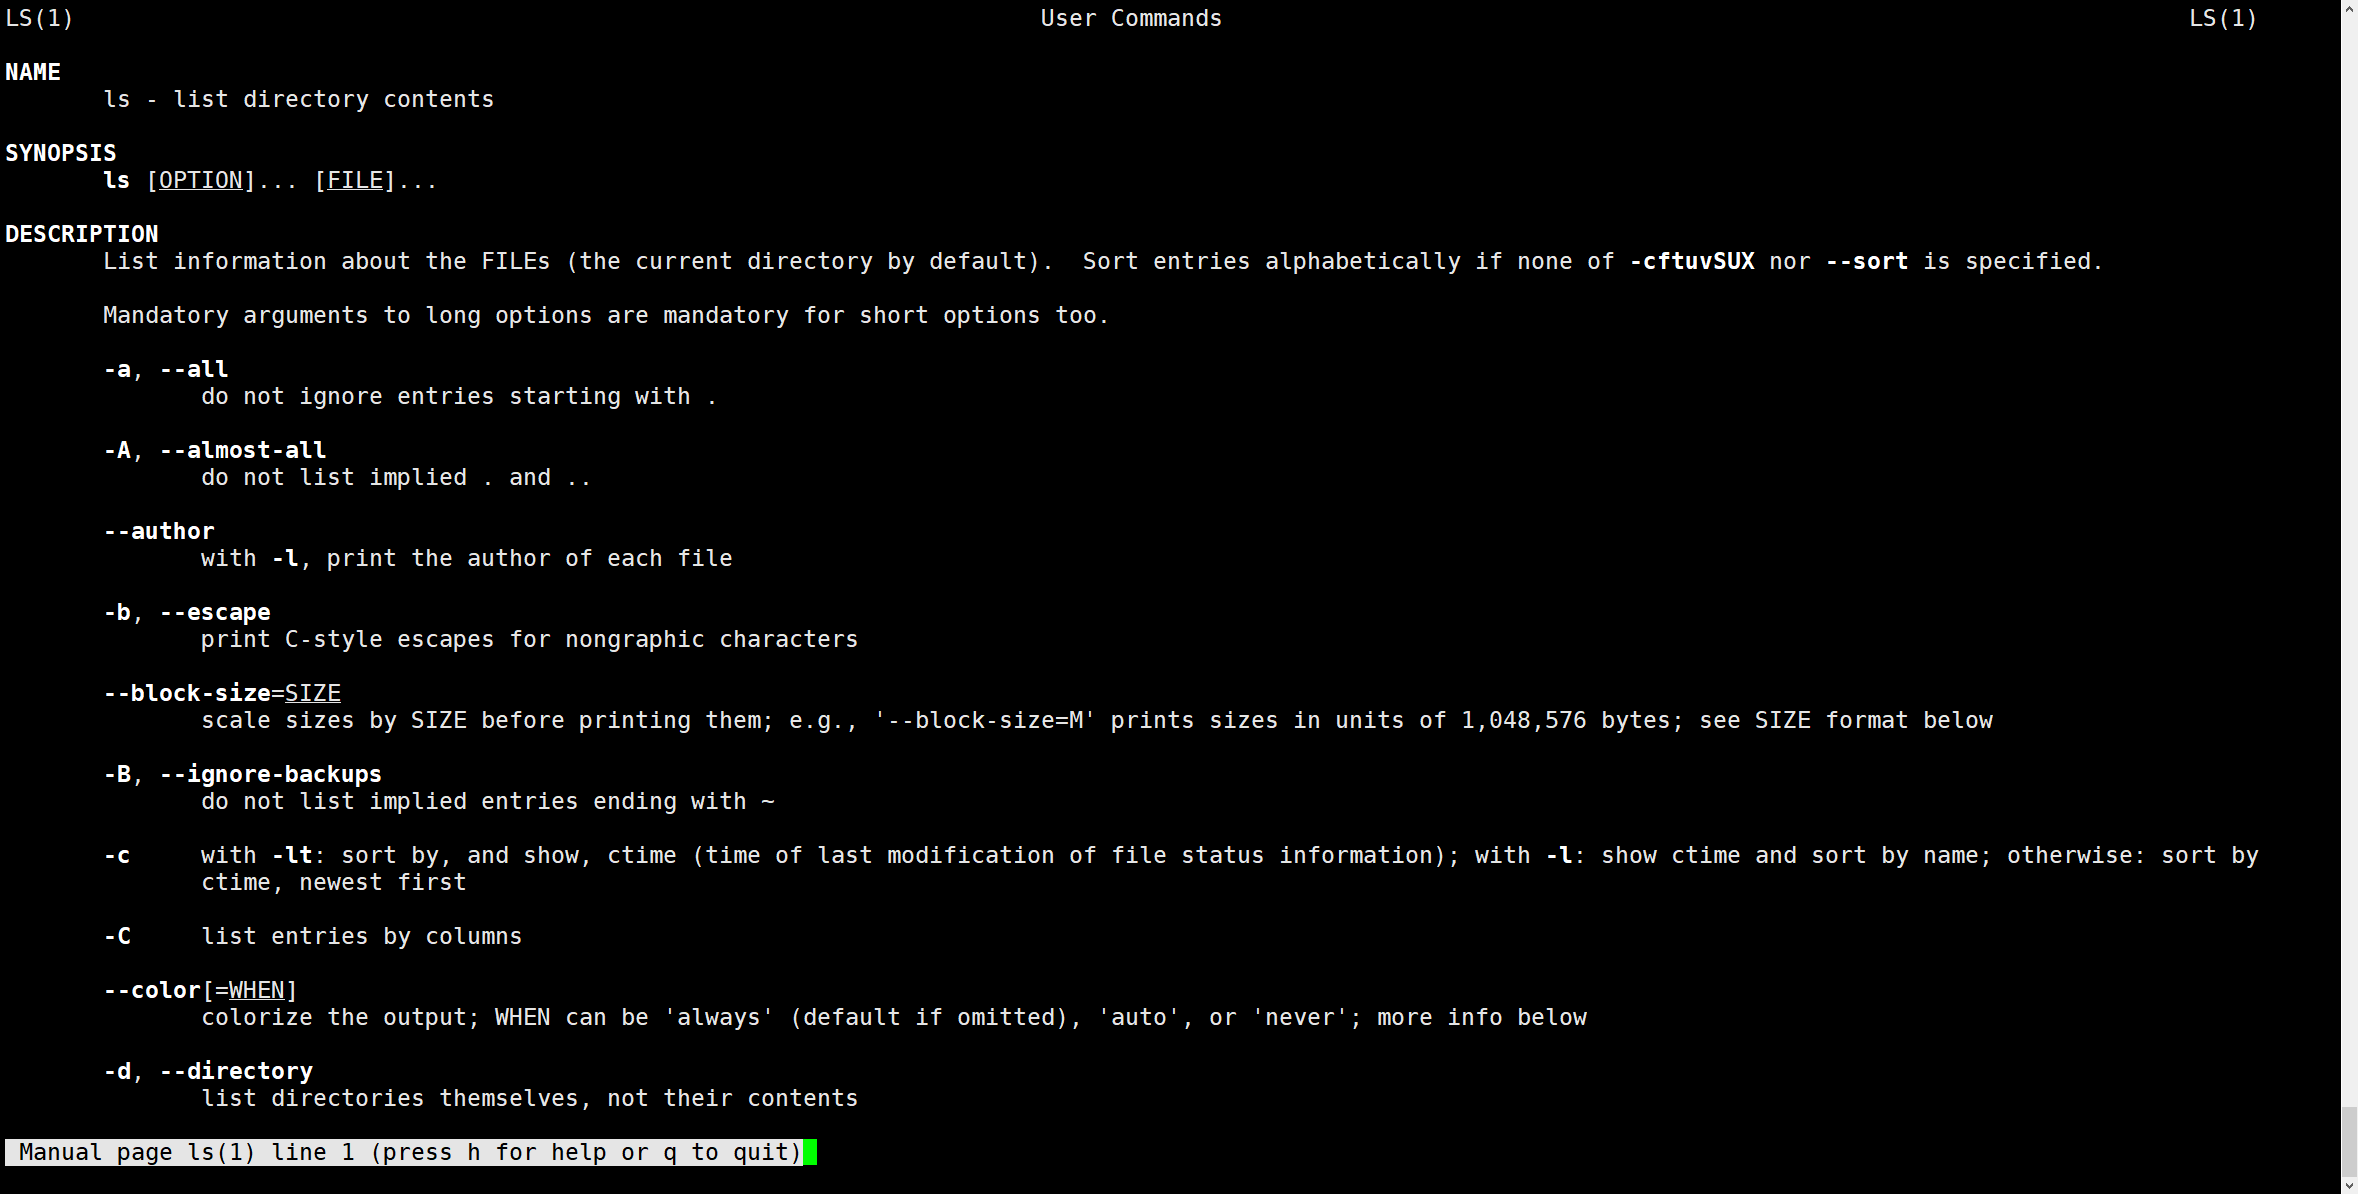 LS(1) User Commands LS(1)
NAME
ls - list directory contents
SYNOPSIS
ls [OPTION]... [FILE]...
DESCRIPTION
List information about the FILEs (the current directory by default).  Sort entries alphabetically if none of -cftuvSUX nor --sort is specified.
Mandatory arguments to long options are mandatory for short options too.
-a, --all
do not ignore entries starting with .
-A, --almost-all
do not list implied . and ..
--author
with -l, print the author of each file
-b, --escape
print C-style escapes for nongraphic characters
--block-size=SIZE
scale sizes by SIZE before printing them; e.g., '--block-size=M' prints sizes in units of 1,048,576 bytes; see SIZE format below
-B, --ignore-backups
do not list implied entries ending with ~
-c with -lt: sort by, and show, ctime (time of last modification of file status information); with -l: show ctime and sort by name; otherwise: sort by
ctime, newest first
-C list entries by columns
--color[=WHEN]
colorize the output; WHEN can be 'always' (default if omitted), 'auto', or 'never'; more info below
-d, --directory
list directories themselves, not their contents
Manual page ls(1) line 1 (press h for help or q to quit)